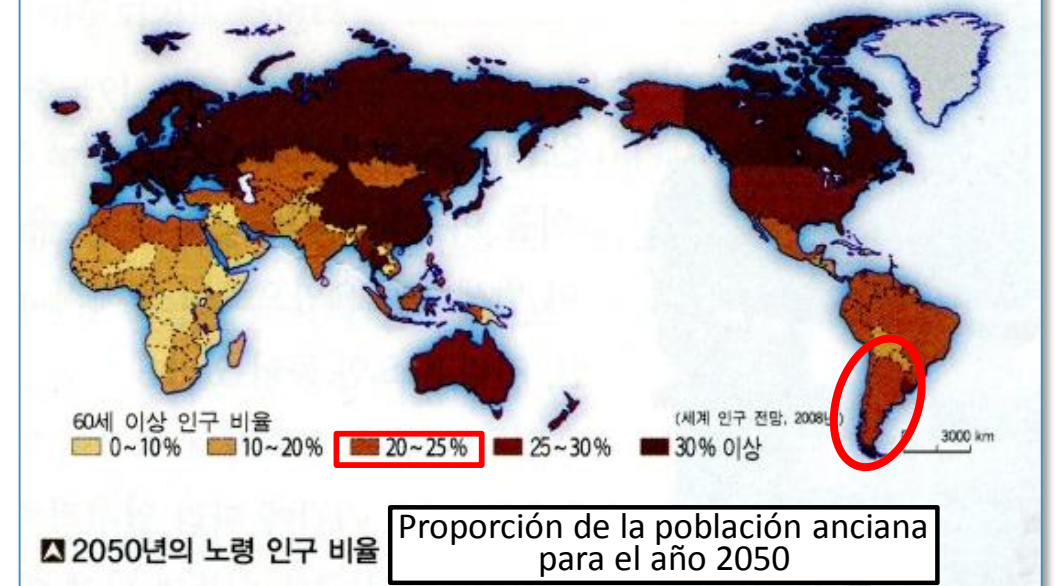 60세 이상 인구 비율
(세계 인구 전망, 2008년)
0~10% 10~20% 20~25% 25~30% 30% 이상
3000 km
2050년의 노령 인구 비율
Proporción de la población anciana
para el año 2050